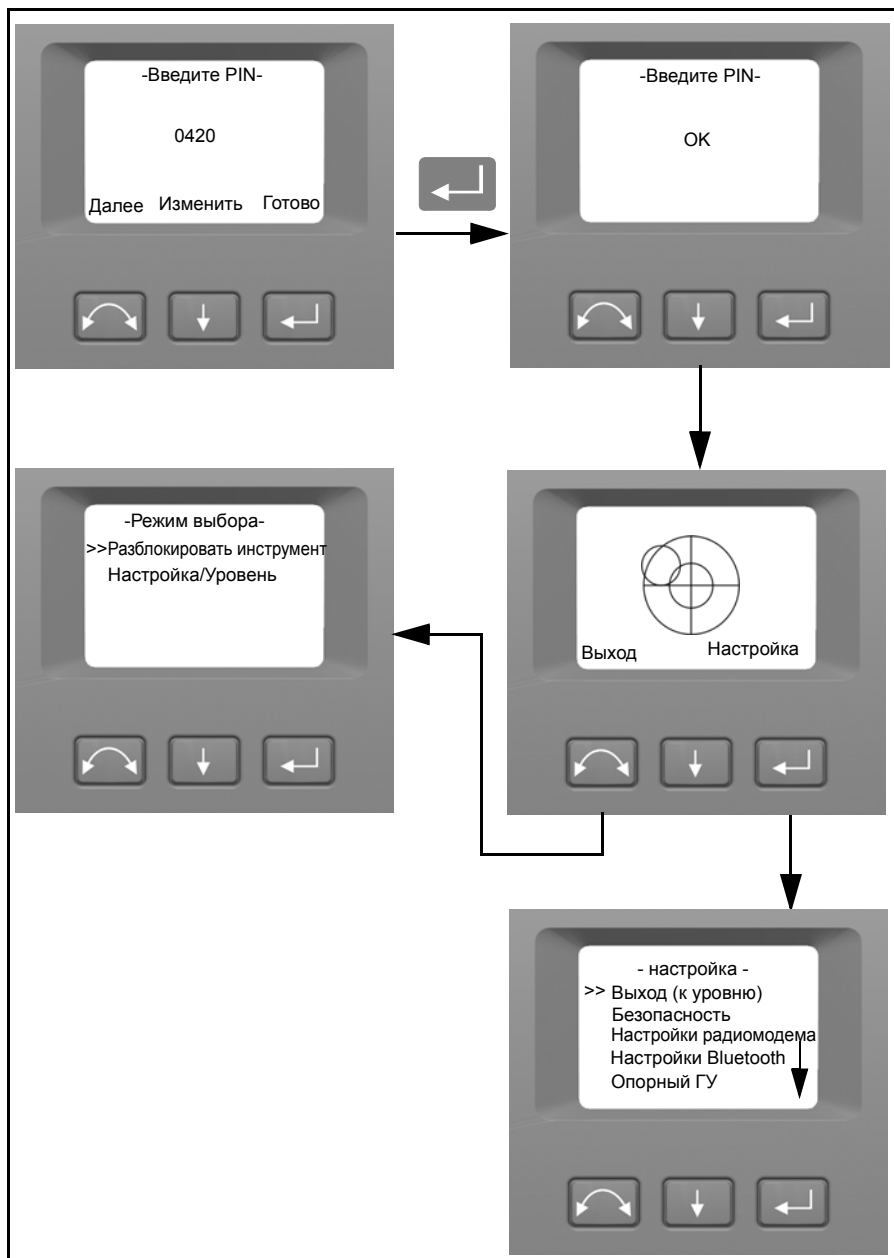 -Введите PIN-
0420
Далее Изменить Готово
-Введите PIN-
OK
-Режим выбора-
>>Разблокировать инструмент
Настройка/Уровень
Выход Настройка
- настройка -
>> Выход (к уровню)
Безопасность
Настройки радиомодема
Настройки Bluetooth
Опорный ГУ